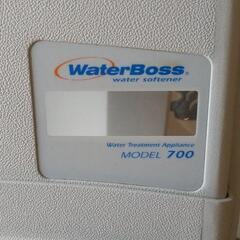 WaterBoss®
water softener
Water Treatment Appliance
MODEL 700